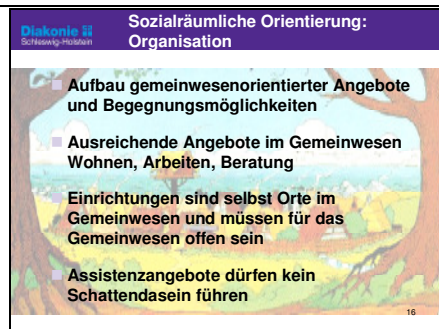 Diakonie
Schleswig-Holstein
Sozialräumliche Orientierung:
Organisation
Aufbau gemeinwesenorientierter Angebote
und Begegnungsmöglichkeiten
Ausreichende Angebote im Gemeinwesen
Wohnen, Arbeiten, Beratung
Einrichtungen sind selbst Orte im
Gemeinwesen und müssen für das
Gemeinwesen offen sein
Assistenzangebote dürfen kein
Schattendasein führen
16